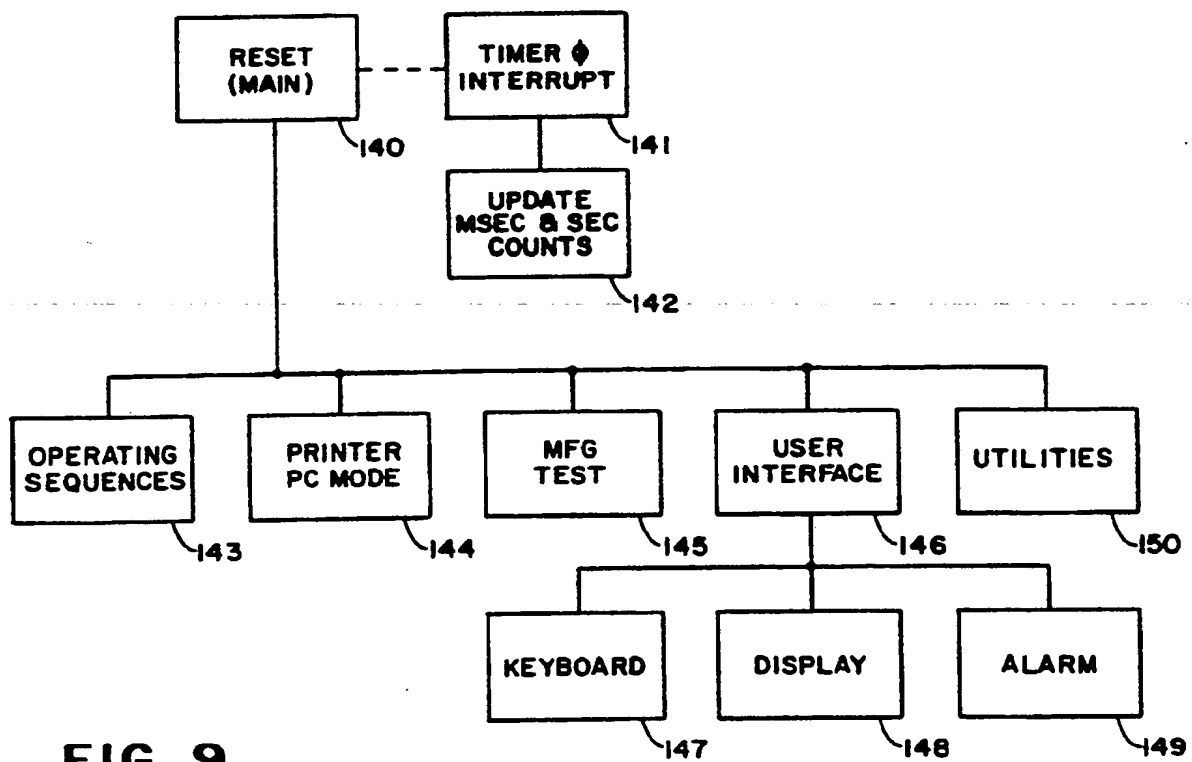 RESET
(MAIN)
140
TIMER ϕ
INTERRUPT
141
UPDATE
MSEC & SEC
COUNTS
142
OPERATING
SEQUENCES
143
PRINTER
PC MODE
144
MFG
TEST
145
USER
INTERFACE
146
UTILITIES
150
KEYBOARD
147
DISPLAY
148
ALARM
149
FIG 9